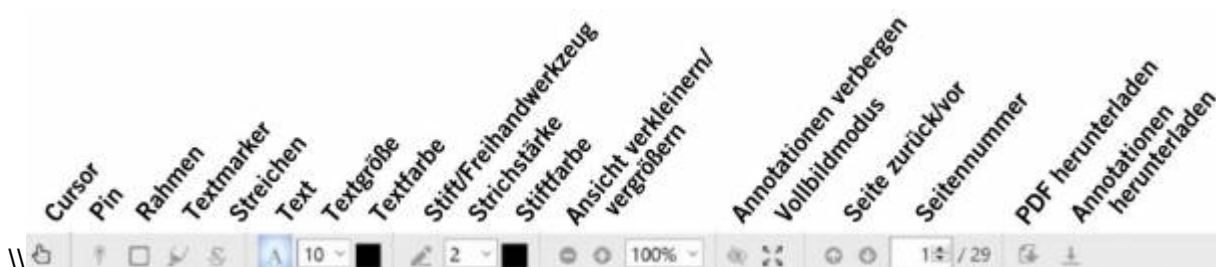 Cursor
Pin
Rahmen
Textmarker
Streichen
Text
Textgröße
Textfarbe
Stift/Freihandwerkzeug
Strichstärke
Stiftfarbe
Ansicht verkleinern/
vergrößern
Annotationen verbergen
Vollbildmodus
Seite zurück/vor
Seitennummer
PDF herunterladen
Annotationen
herunterladen
\\ S A 10 2 100% 1 / 29